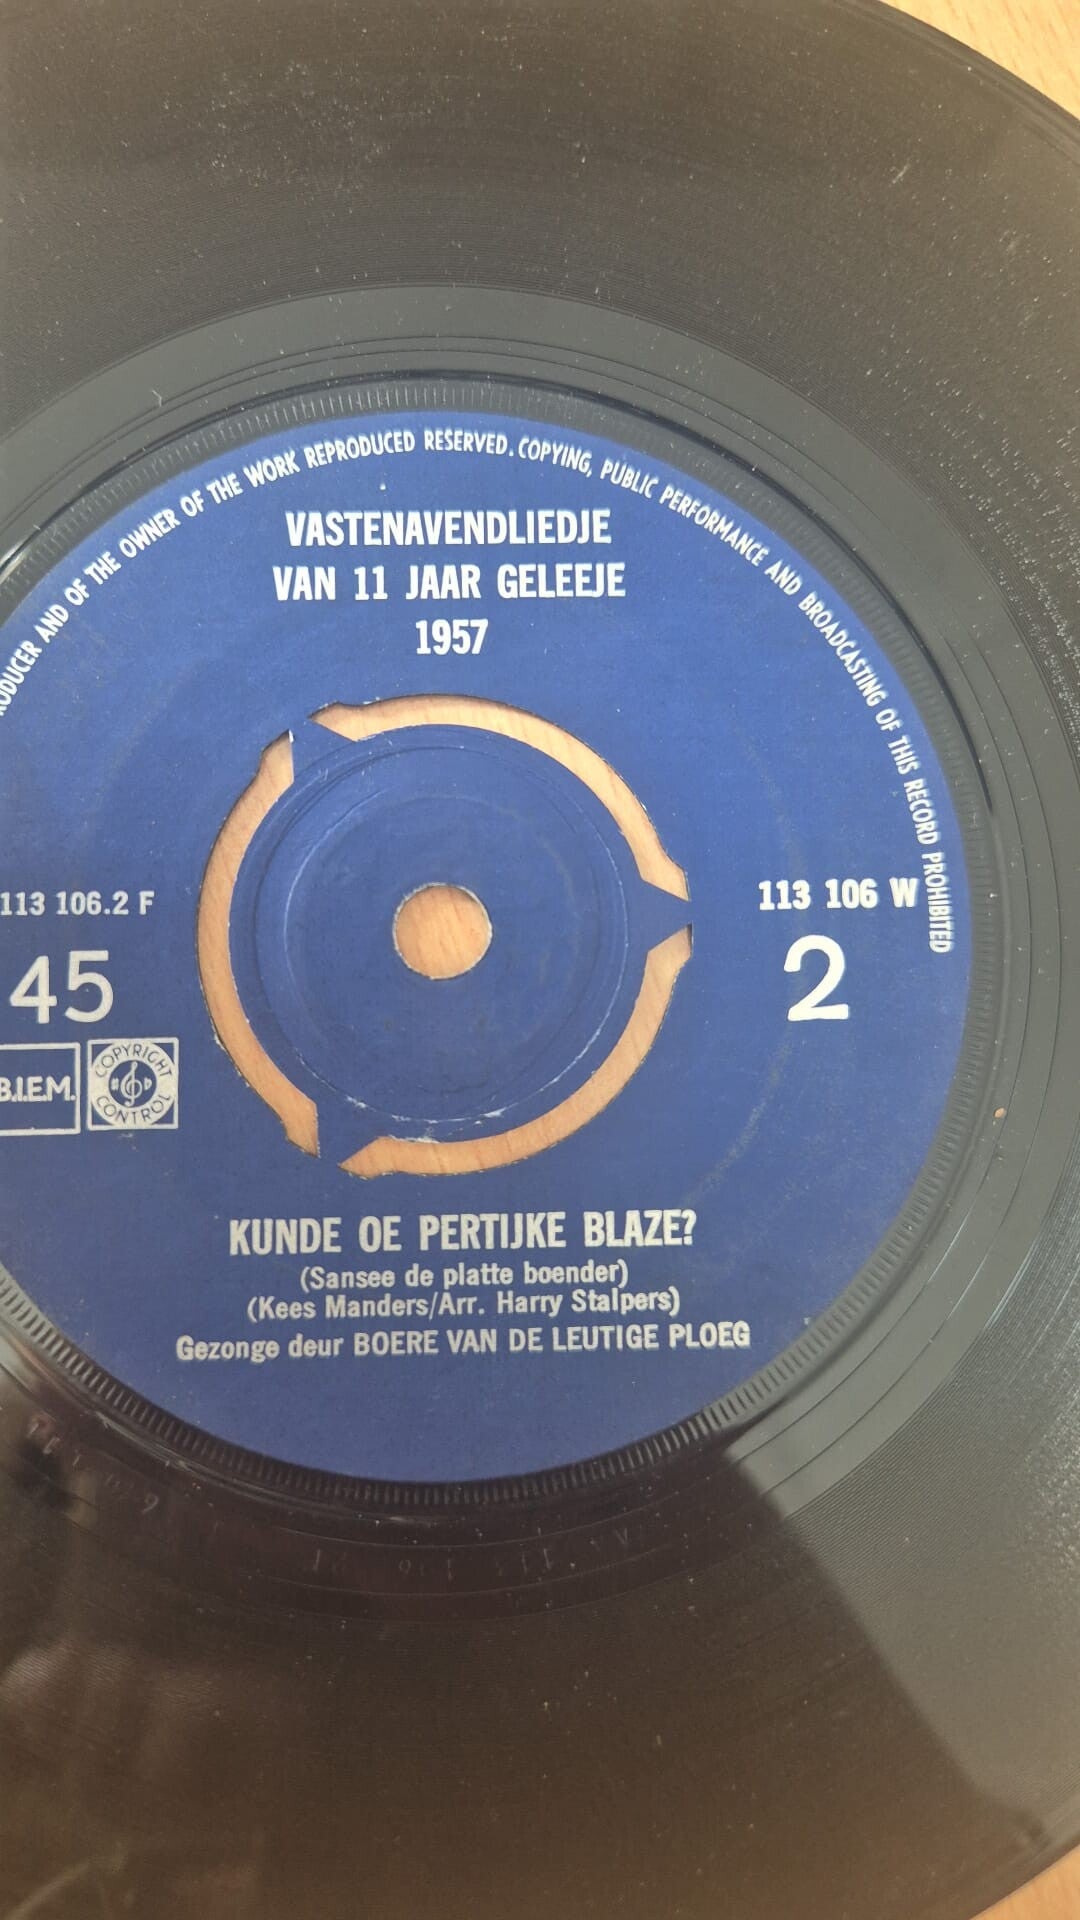 ODUCER AND OF THE OWNER OF THE WORK REPRODUCED RESERVED. COPYING, PUBLIC PERFORMANCE AND BROADCASTING OF THIS RECORD PROHIBITED
VASTENAVENDLIEDJE
VAN 11 JAAR GELEEJE
1957
113 106.2 F
113 106 W
45
2
B.I.E.M.
COPYRIGHT
CONTROL
KUNDE OE PERTIJKE BLAZE?
(Sansee de platte boender)
(Kees Manders/Arr. Harry Stalpers)
Gezonge deur BOERE VAN DE LEUTIGE PLOEG